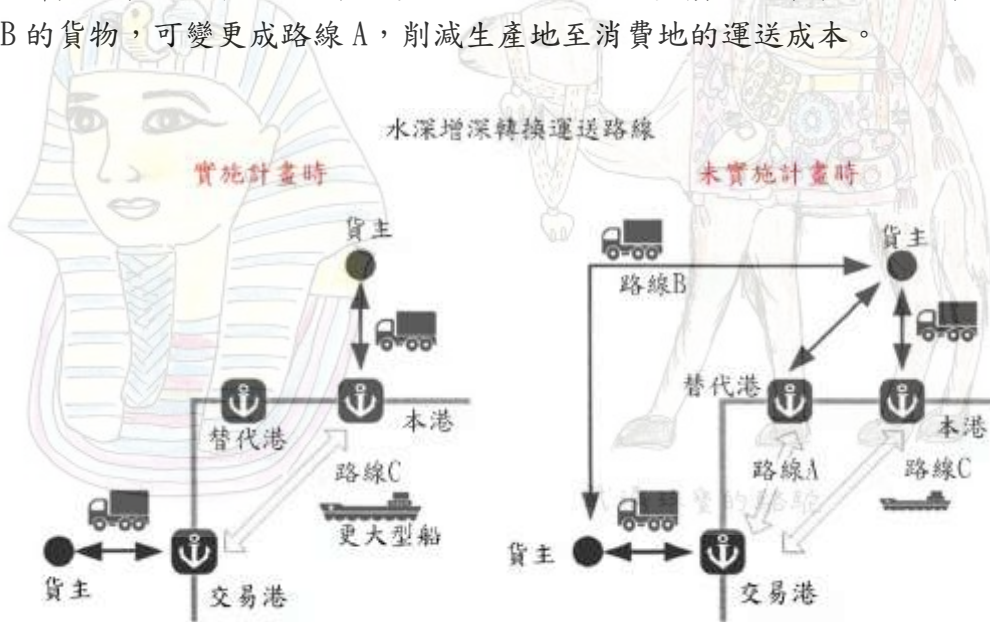 B 的貨物，可變更成路線 A，削減生產地至消費地的運送成本。
水深增深轉換運送路線
實施計畫時
未實施計畫時
貨主
貨主
路線B
替代港
替代港
本港
本港
路線C
路線A
路線C
更大型船
貨主
貨主
交易港
交易港